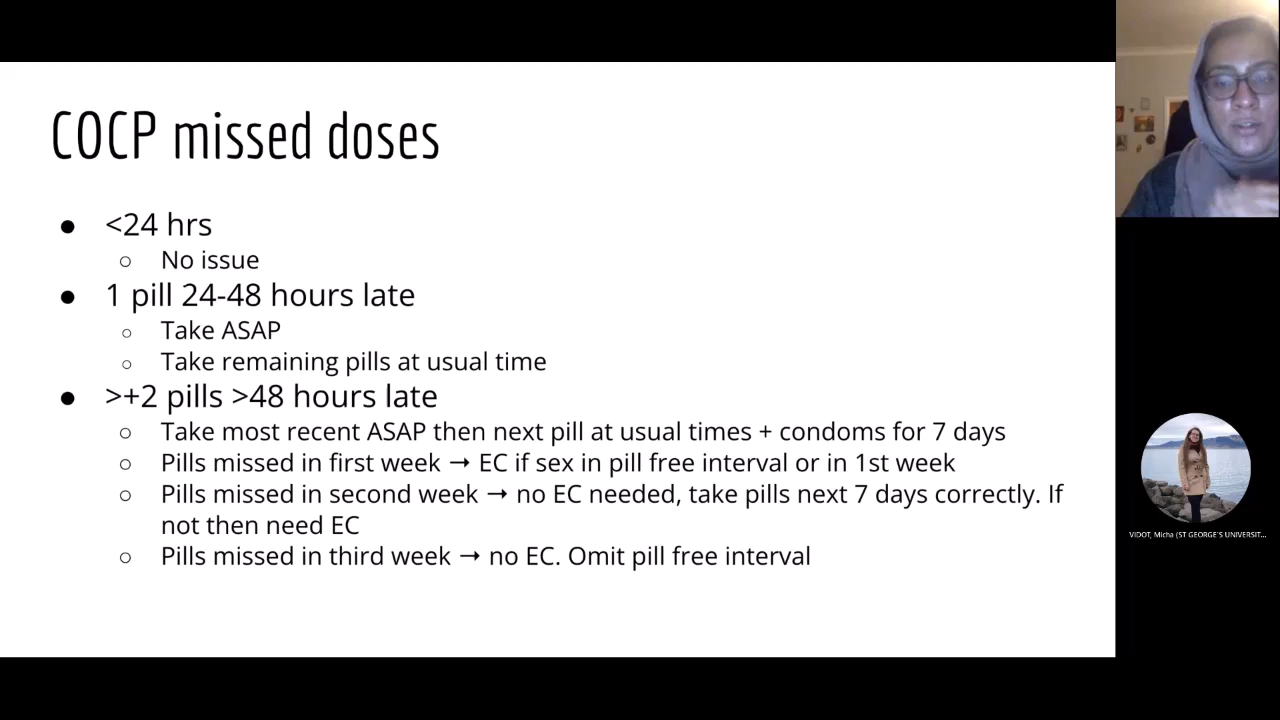 COCP missed doses
● <24 hrs
○ No issue
● 1 pill 24-48 hours late
○ Take ASAP
○ Take remaining pills at usual time
● >+2 pills >48 hours late
○ Take most recent ASAP then next pill at usual times + condoms for 7 days
○ Pills missed in first week → EC if sex in pill free interval or in 1st week
○ Pills missed in second week → no EC needed, take pills next 7 days correctly. If
not then need EC
○ Pills missed in third week → no EC. Omit pill free interval
VIDOT, Micha (ST GEORGE'S UNIVERSIT...